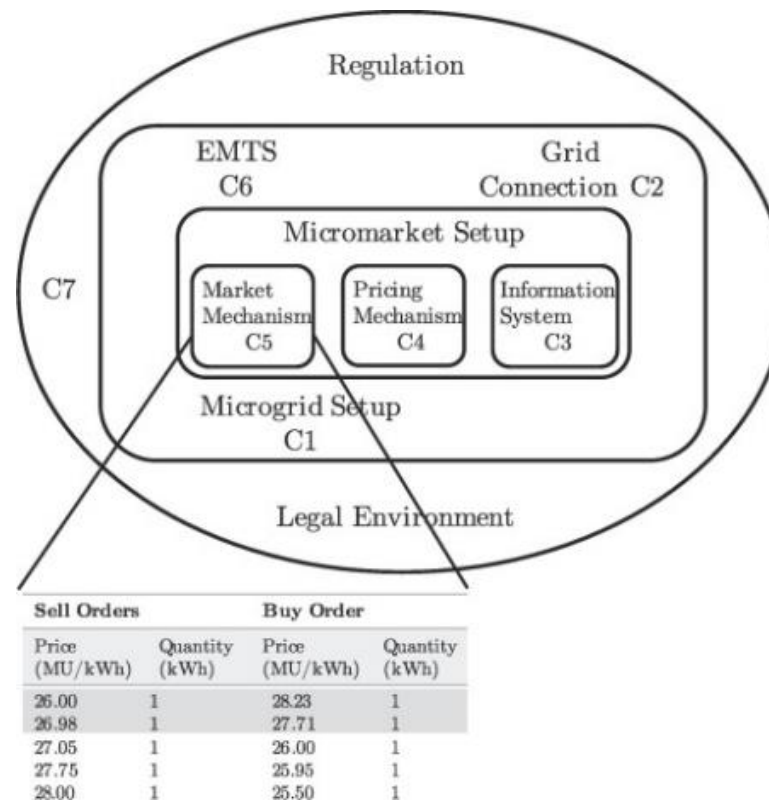 Regulation
EMTS
C6
Grid
Connection C2
Micromarket Setup
C7
Market
Mechanism
C5
Pricing
Mechanism
C4
Information
System
C3
Microgrid Setup
C1
Legal Environment
Sell Orders Buy Order
Price Quantity Price Quantity
(MU/kWh) (kWh) (MU/kWh) (kWh)
26.00 1 28.23 1
26.98 1 27.71 1
27.05 1 26.00 1
27.75 1 25.95 1
28.00 1 25.50 1